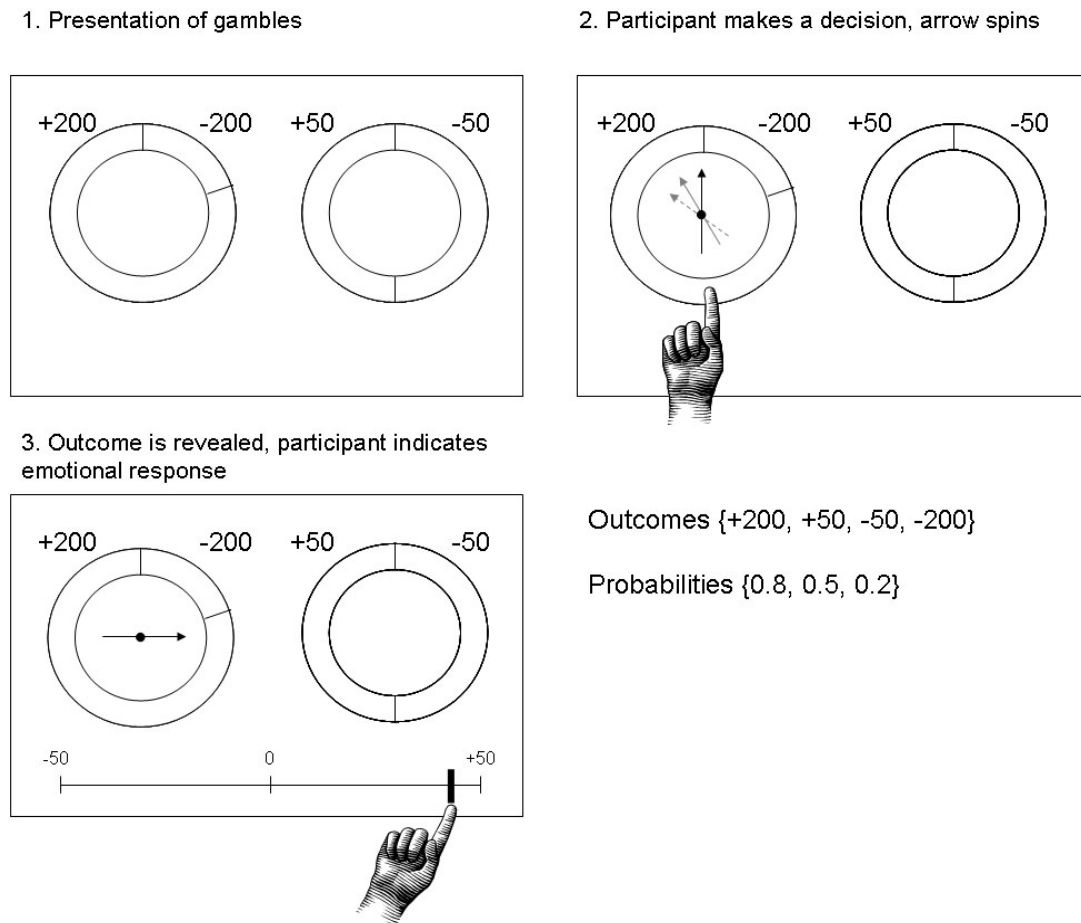 1. Presentation of gambles
2. Participant makes a decision, arrow spins
+200 -200 +50 -50
+200 -200 +50 -50
3. Outcome is revealed, participant indicates
emotional response
+200 -200 +50 -50
-50 0 +50
Outcomes {+200, +50, -50, -200}
Probabilities {0.8, 0.5, 0.2}